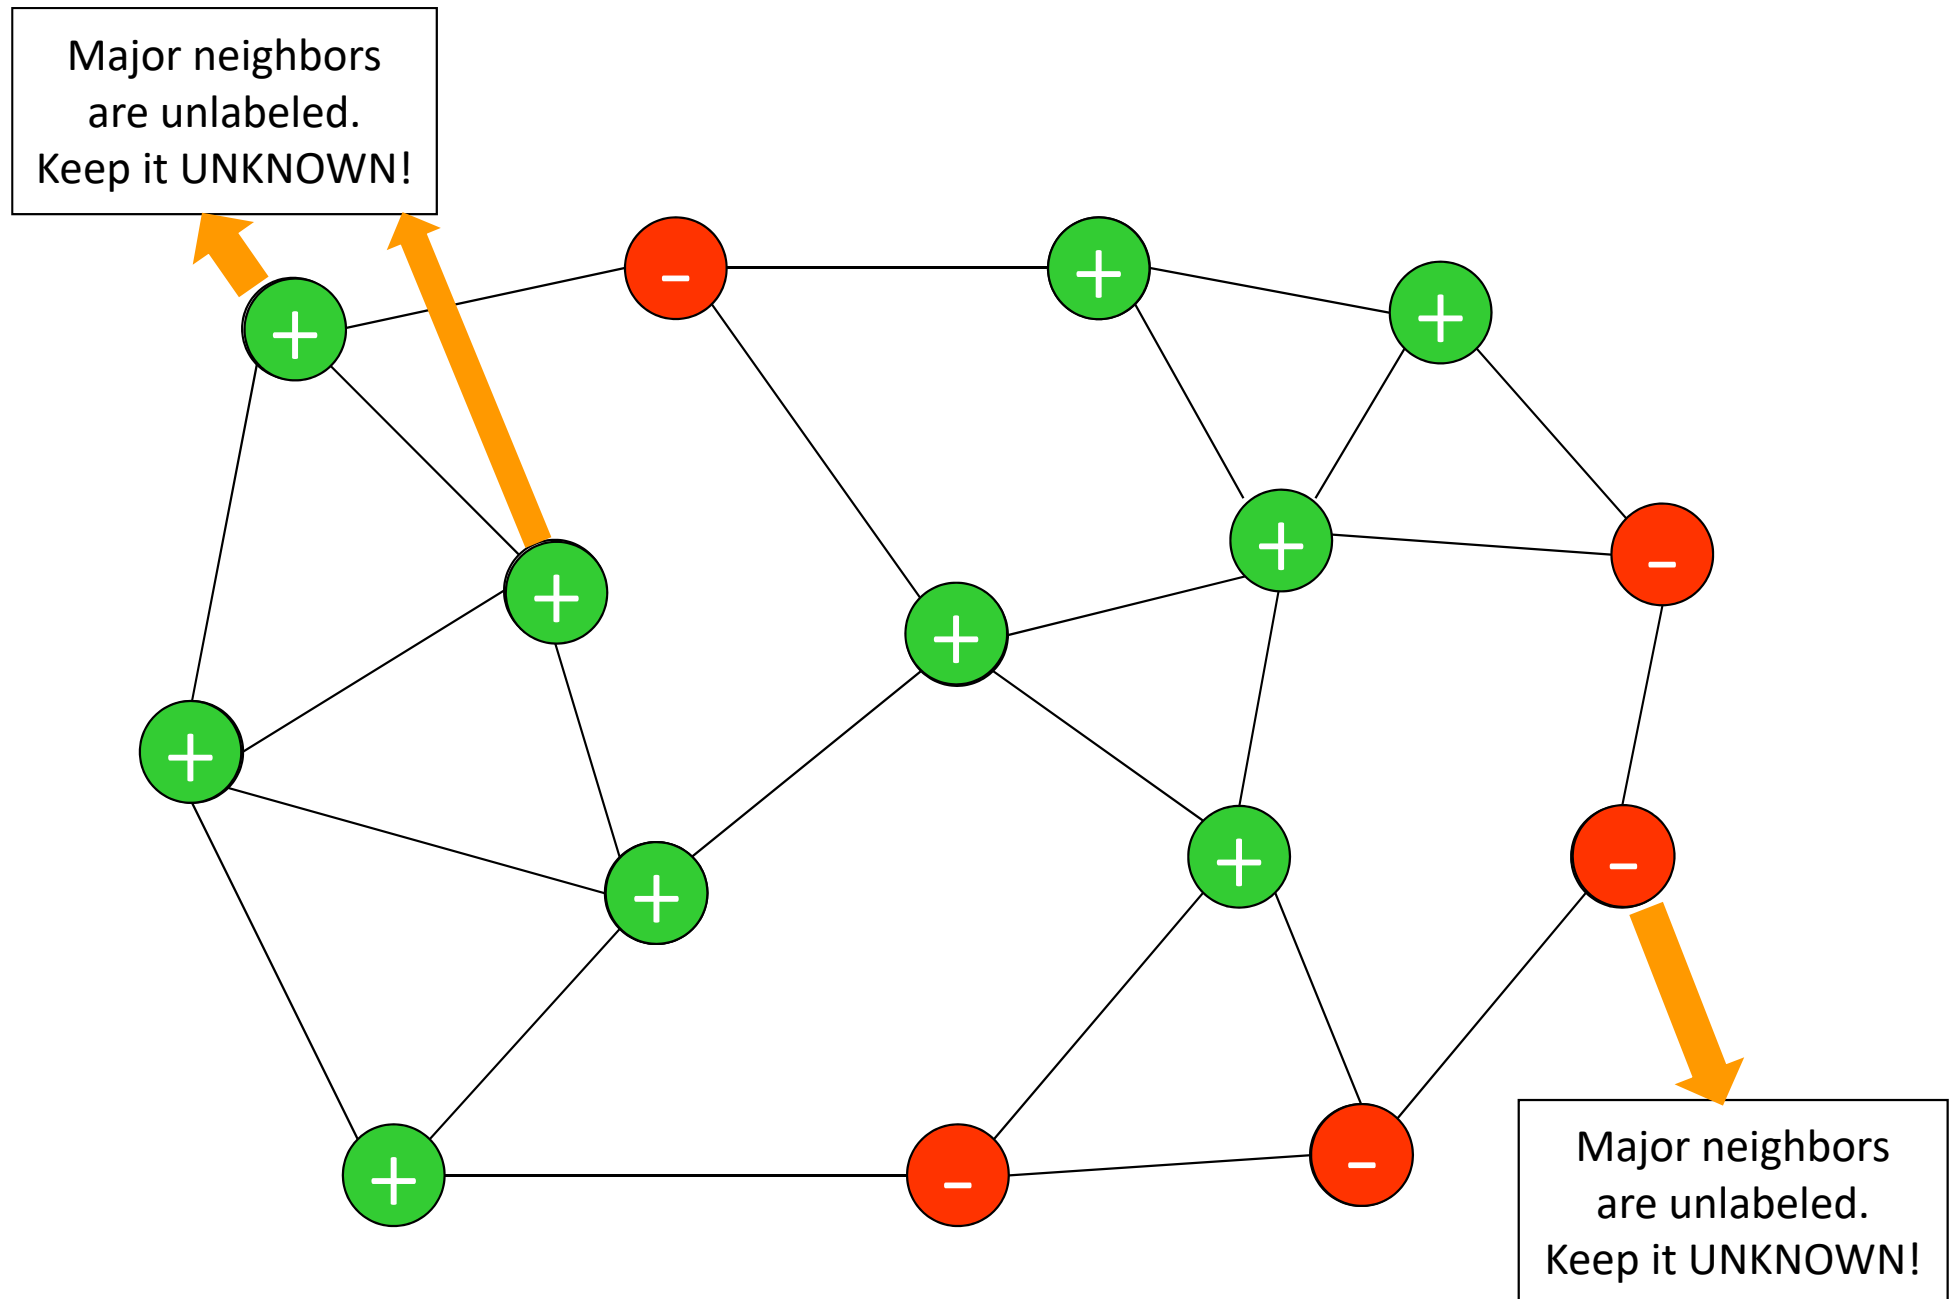 Major neighbors
are unlabeled.
Keep it UNKNOWN!
-
+
+
+
+
-
+
+
+
+
-
+
+
-
-
Major neighbors
are unlabeled.
Keep it UNKNOWN!